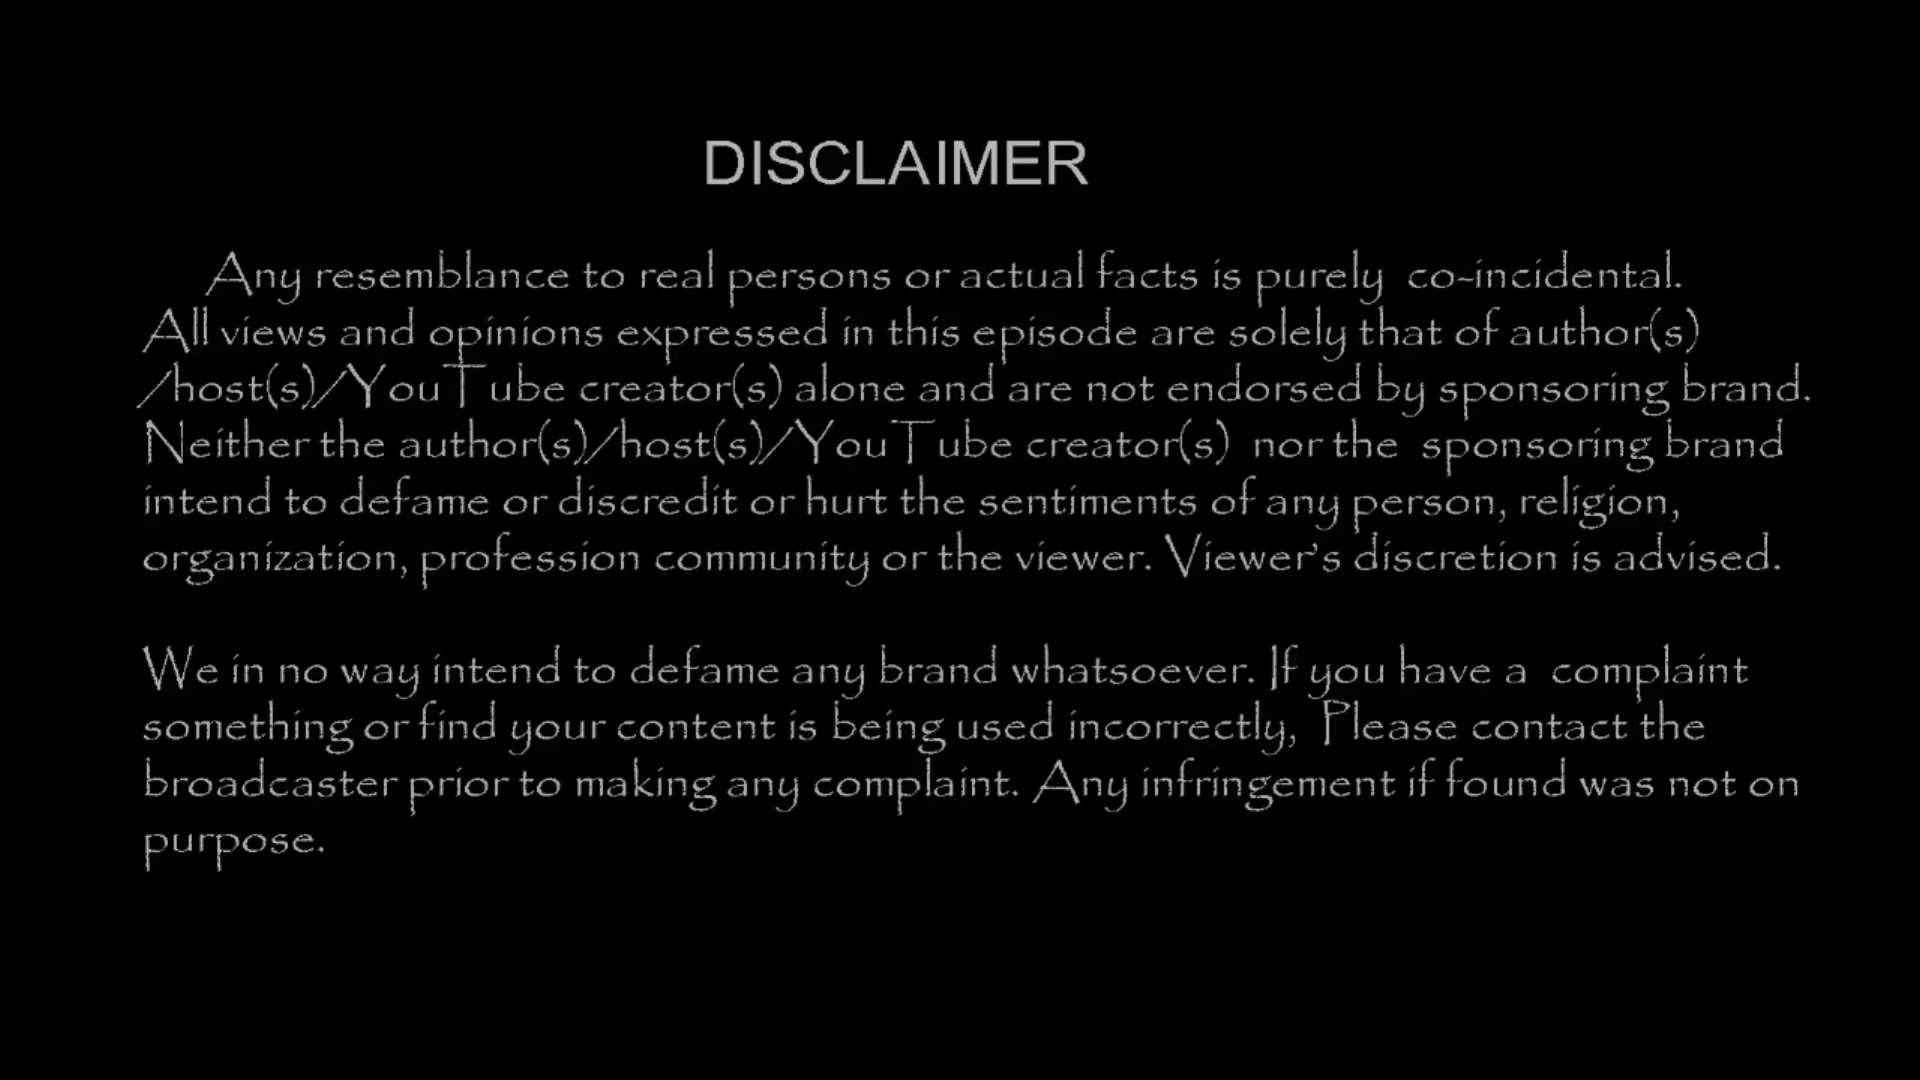 DISCLAIMER
Any resemblance to real persons or actual facts is purely co-incidental.
All views and opinions expressed in this episode are solely that of author(s)
/host(s)/YouTube creator(s) alone and are not endorsed by sponsoring brand.
Neither the author(s)/host(s)/YouTube creator(s) nor the sponsoring brand
intend to defame or discredit or hurt the sentiments of any person, religion,
organization, profession community or the viewer. Viewer's discretion is advised.
We in no way intend to defame any brand whatsoever. If you have a complaint
something or find your content is being used incorrectly, Please contact the
broadcaster prior to making any complaint. Any infringement if found was not on
purpose.